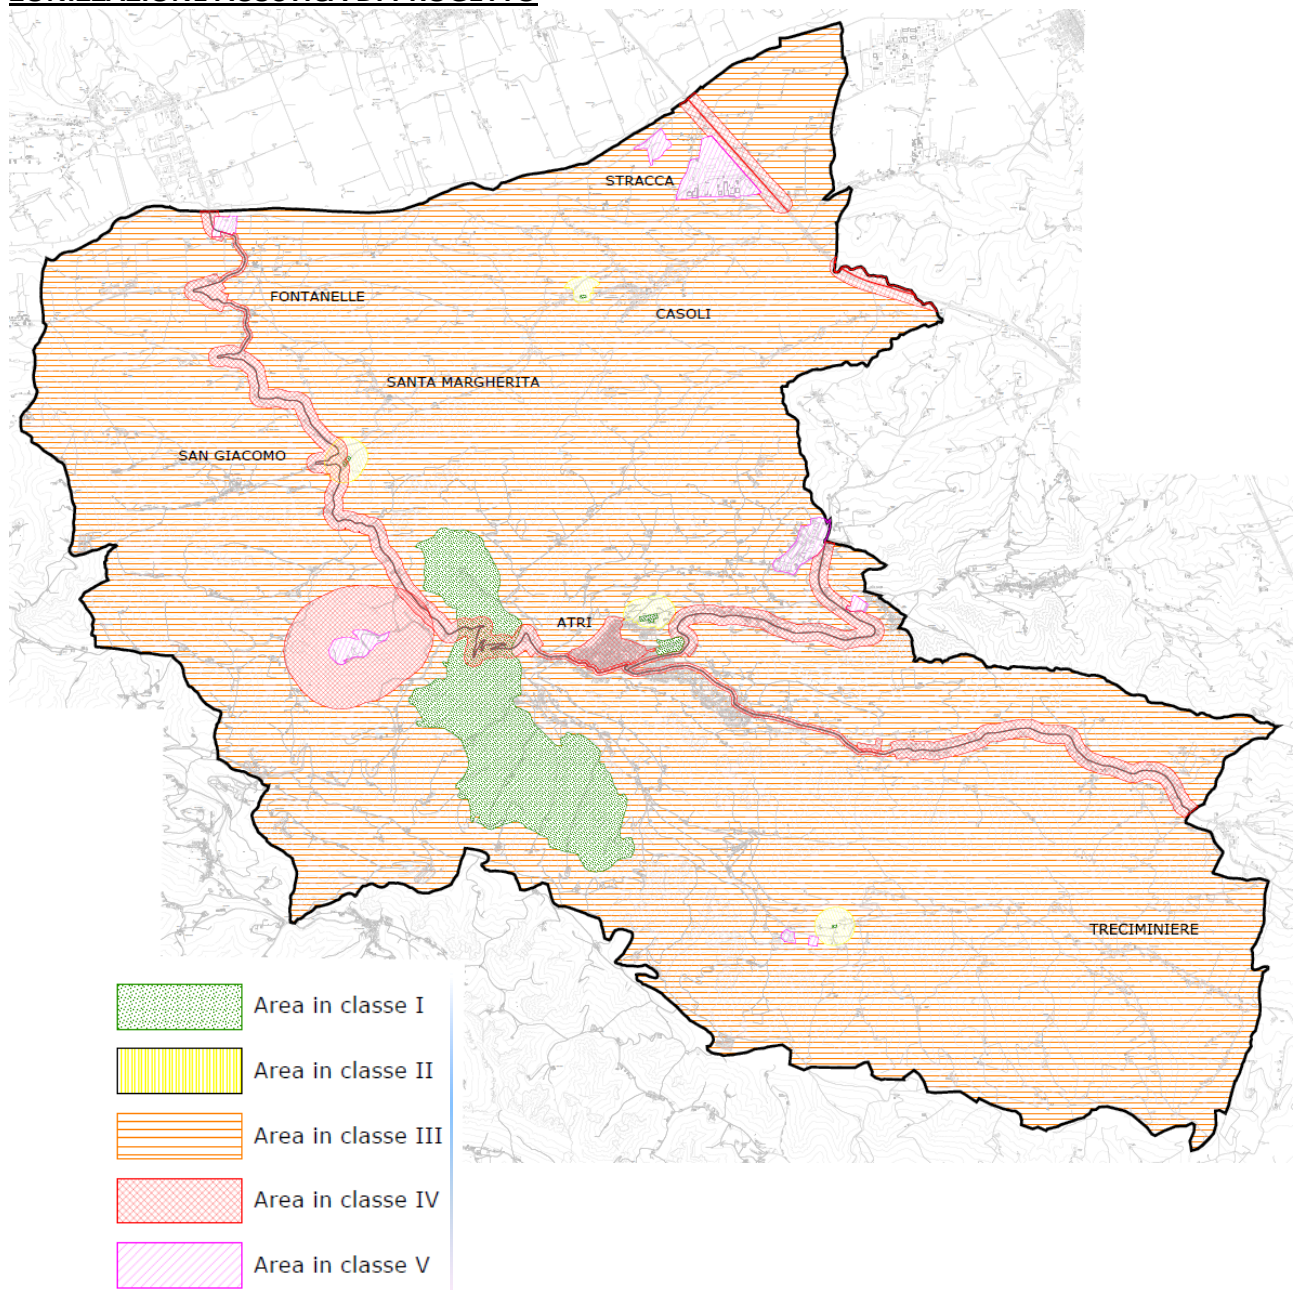 STRACCA
FONTANELLE
CASOLI
SANTA MARGHERITA
SAN GIACOMO
ATRI
TRECIMINIERE
Area in classe I
Area in classe II
Area in classe III
Area in classe IV
Area in classe V